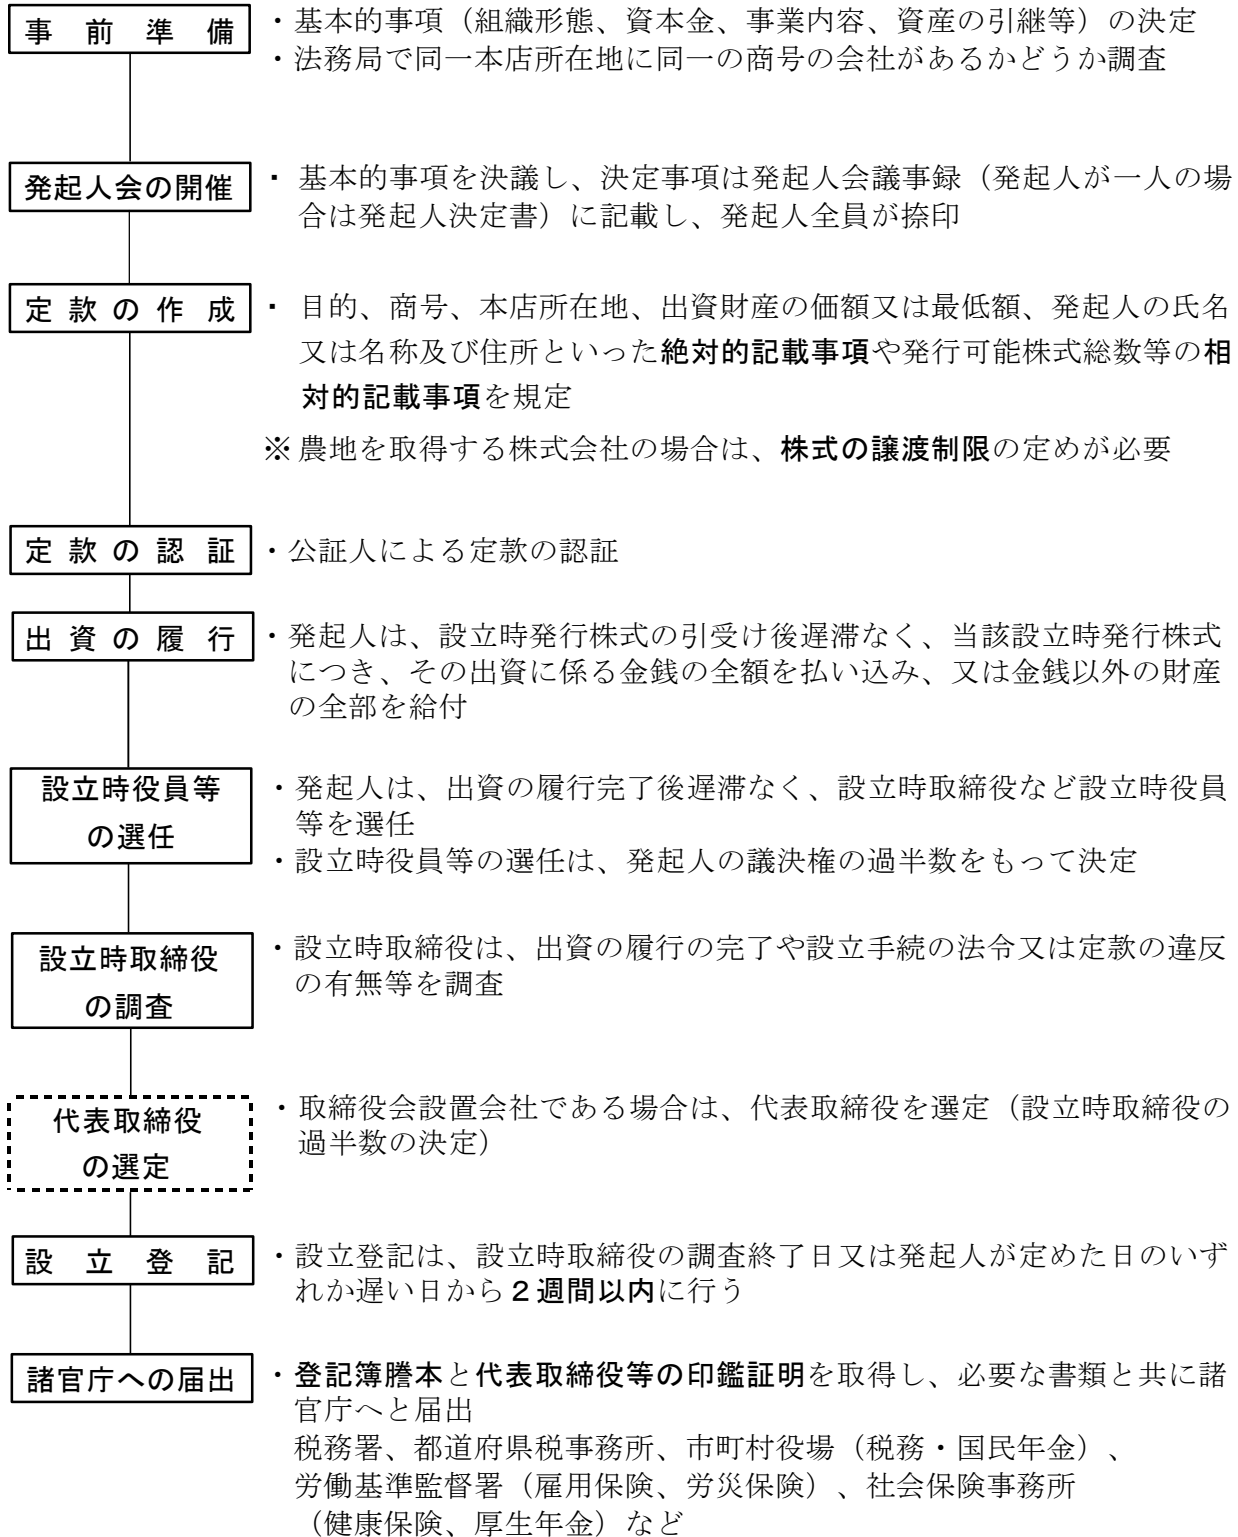 事前準備
・基本的事項（組織形態、資本金、事業内容、資産の引継等）の決定
・法務局で同一本店所在地に同一の商号の会社があるかどうか調査
発起人会の開催
・ 基本的事項を決議し、決定事項は発起人会議事録（発起人が一人の場
合は発起人決定書）に記載し、発起人全員が捺印
定款の作成
・ 目的、商号、本店所在地、出資財産の価額又は最低額、発起人の氏名
又は名称及び住所といった絶対的記載事項や発行可能株式総数等の相
対的記載事項を規定
※農地を取得する株式会社の場合は、株式の譲渡制限の定めが必要
定款の認証
・公証人による定款の認証
出資の履行
・発起人は、設立時発行株式の引受け後遅滞なく、当該設立時発行株式
につき、その出資に係る金銭の全額を払い込み、又は金銭以外の財産
の全部を給付
設立時役員等
の選任
・発起人は、出資の履行完了後遅滞なく、設立時取締役など設立時役員
等を選任
・設立時役員等の選任は、発起人の議決権の過半数をもって決定
設立時取締役
の調査
・設立時取締役は、出資の履行の完了や設立手続の法令又は定款の違反
の有無等を調査
代表取締役
の選定
・取締役会設置会社である場合は、代表取締役を選定（設立時取締役の
過半数の決定）
設立登記
・設立登記は、設立時取締役の調査終了日又は発起人が定めた日のいず
れか遅い日から２週間以内に行う
諸官庁への届出
・登記簿謄本と代表取締役等の印鑑証明を取得し、必要な書類と共に諸
官庁へと届出
税務署、都道府県税事務所、市町村役場（税務・国民年金）、
労働基準監督署（雇用保険、労災保険）、社会保険事務所
（健康保険、厚生年金）など